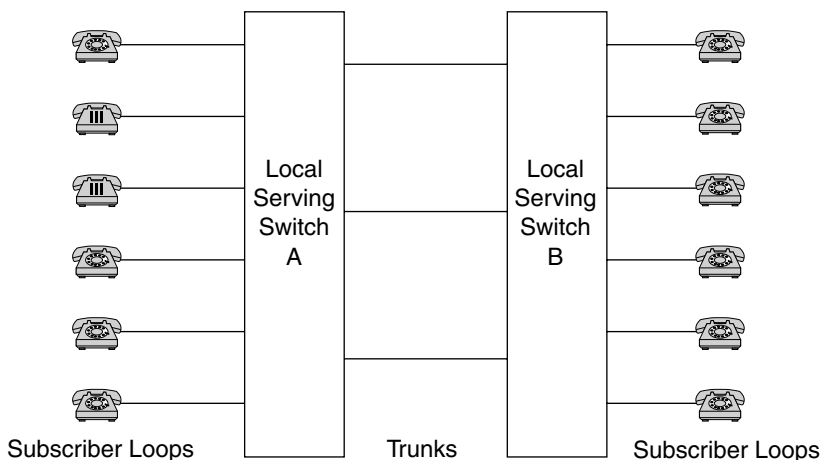 Local
Serving
Switch
A
Local
Serving
Switch
B
Subscriber Loops
Trunks
Subscriber Loops